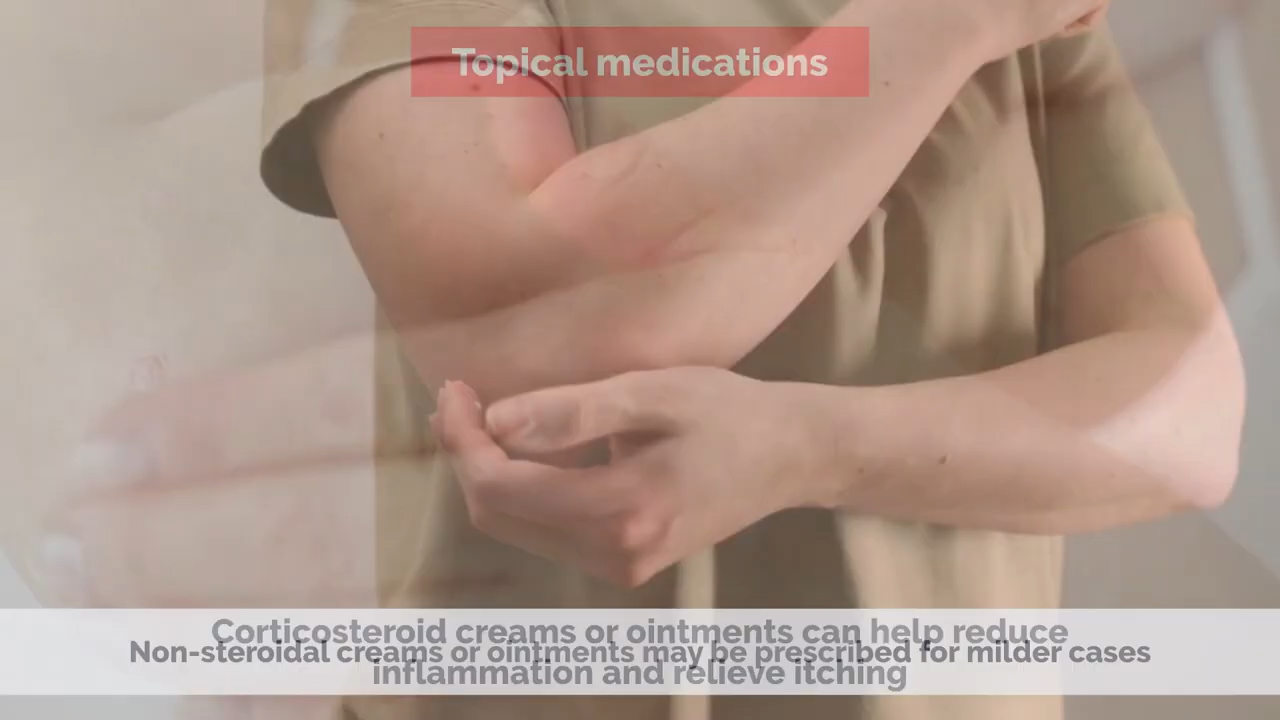 Topical medications
Corticosteroid creams or ointments can help reduce
Non-steroidal creams or ointments may be prescribed for milder cases
inflammation and relieve itching